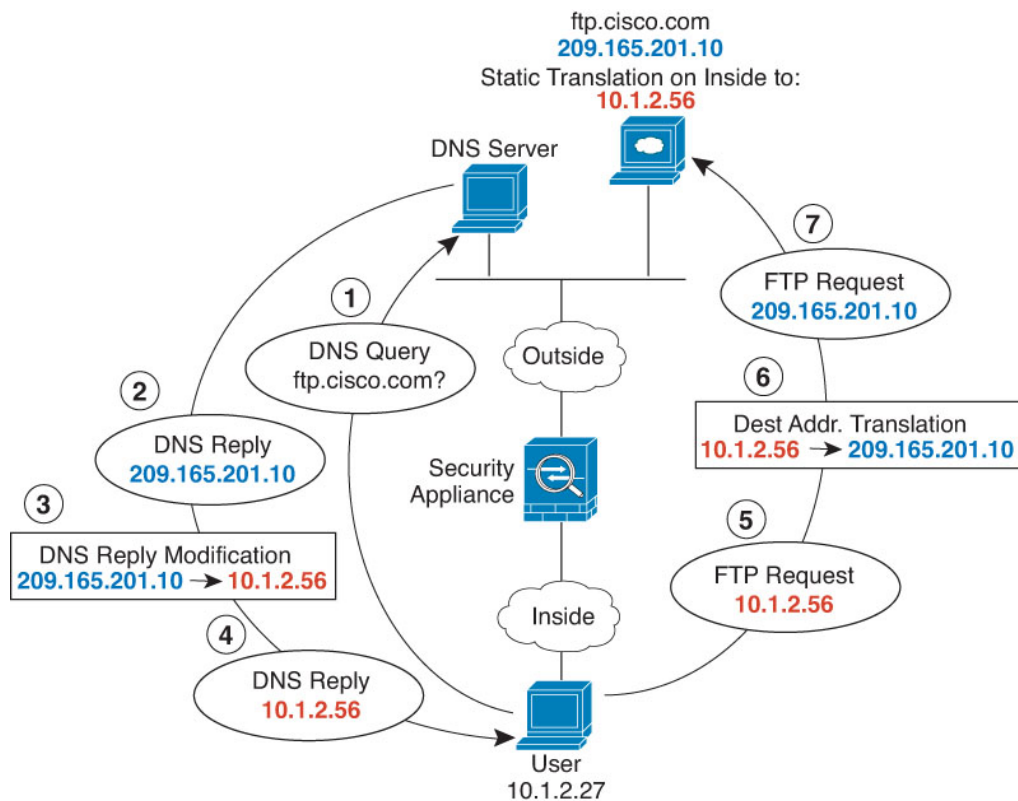 ftp.cisco.com
209.165.201.10
Static Translation on Inside to:
10.1.2.56
DNS Server
7
FTP Request
209.165.201.10
1
DNS Query
ftp.cisco.com?
Outside
2
DNS Reply
209.165.201.10
6
Dest Addr. Translation
10.1.2.56 → 209.165.201.10
Security
Appliance
3
DNS Reply Modification
209.165.201.10 → 10.1.2.56
5
FTP Request
10.1.2.56
Inside
4
DNS Reply
10.1.2.56
User
10.1.2.27